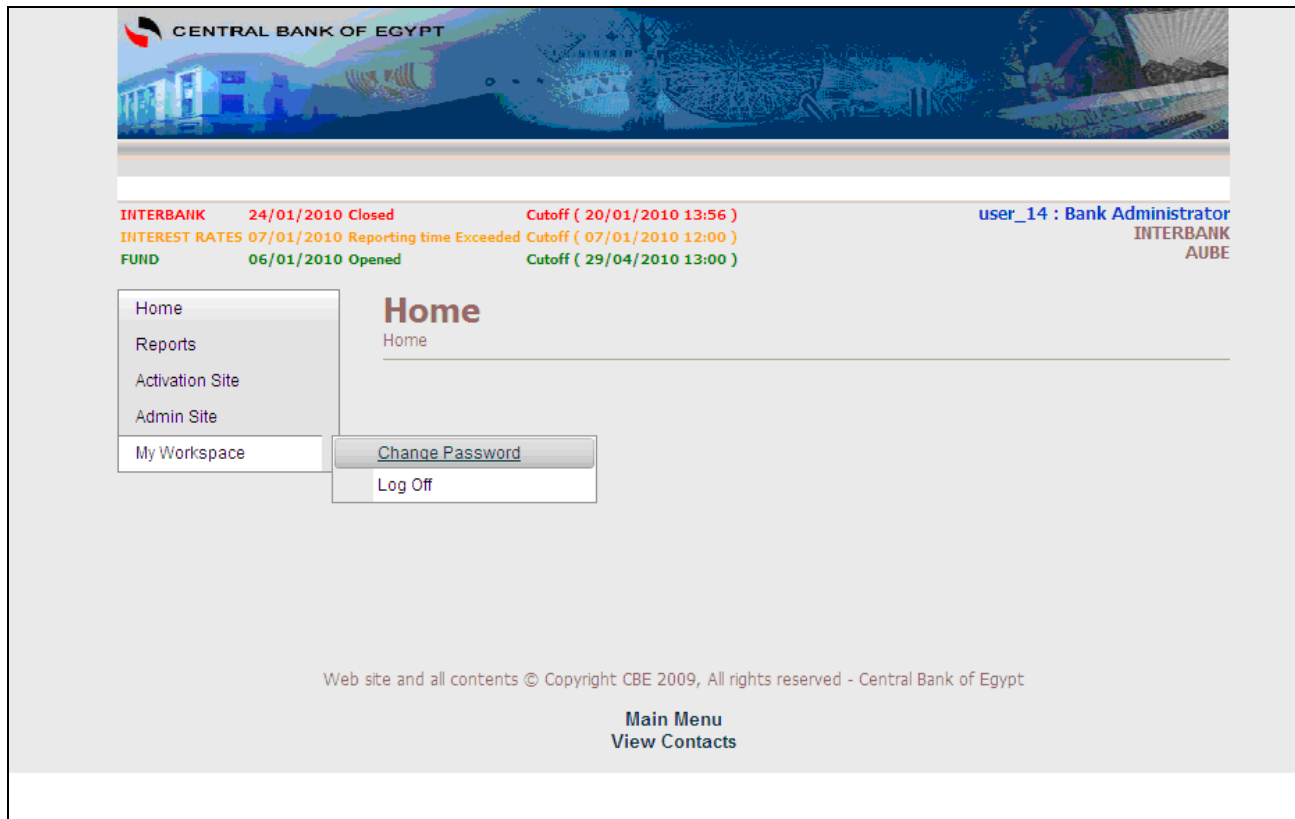 CENTRAL BANK OF EGYPT
INTERBANK 24/01/2010 Closed Cutoff ( 20/01/2010 13:56 )
INTEREST RATES 07/01/2010 Reporting time Exceeded Cutoff ( 07/01/2010 12:00 )
FUND 06/01/2010 Opened Cutoff ( 29/04/2010 13:00 )
user_14 : Bank Administrator
INTERBANK
AUBE
Home
Reports
Activation Site
Admin Site
My Workspace
Change Password
Log Off
Home
Home
Web site and all contents © Copyright CBE 2009, All rights reserved - Central Bank of Egypt
Main Menu
View Contacts